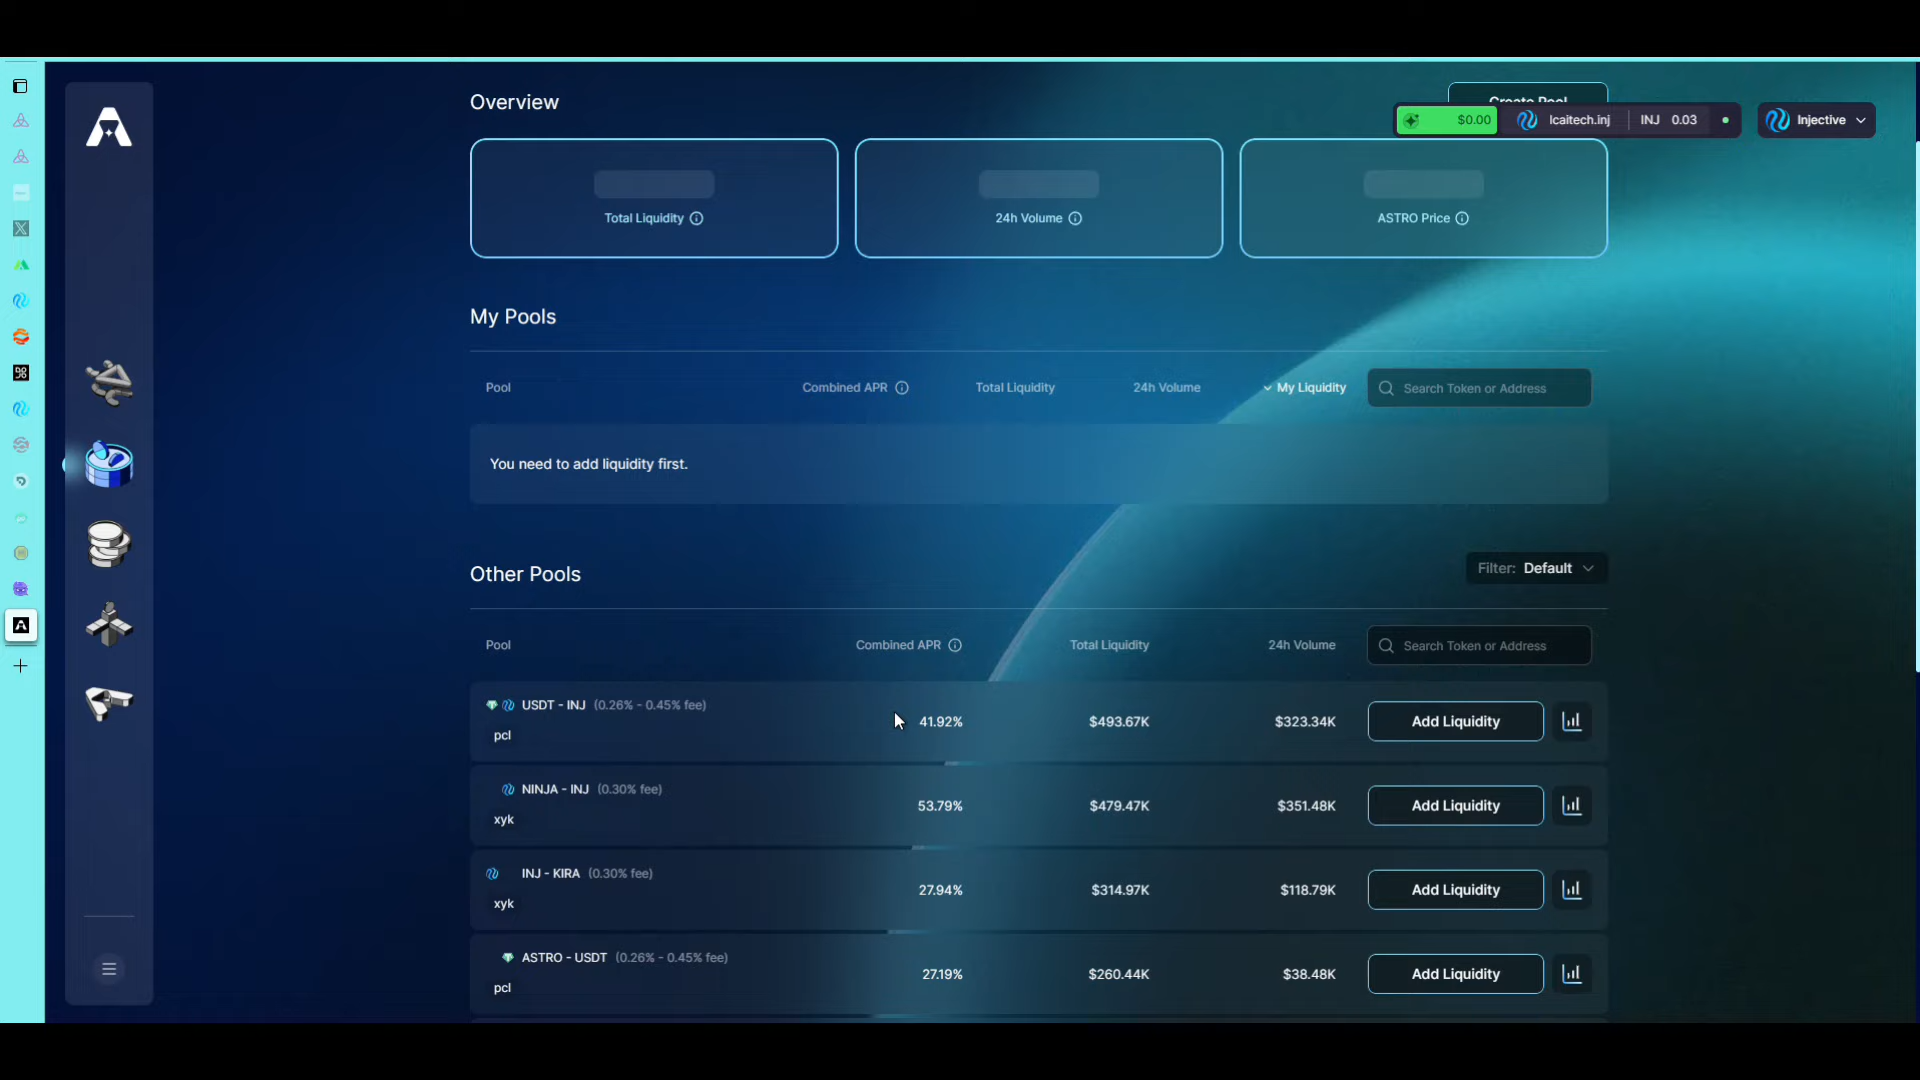 Overview
Create Pool
$0.00 lcaitech.inj INJ 0.03
Injective
Total Liquidity
24h Volume
ASTRO Price
My Pools
Pool Combined APR Total Liquidity 24h Volume My Liquidity Search Token or Address
You need to add liquidity first.
Other Pools
Filter: Default
Pool Combined APR Total Liquidity 24h Volume Search Token or Address
USDT - INJ (0.26% - 0.45% fee)
pcl
41.92% $493.67K $323.34K Add Liquidity
NINJA - INJ (0.30% fee)
xyk
53.79% $479.47K $351.48K Add Liquidity
INJ - KIRA (0.30% fee)
xyk
27.94% $314.97K $118.79K Add Liquidity
ASTRO - USDT (0.26% - 0.45% fee)
pcl
27.19% $260.44K $38.48K Add Liquidity